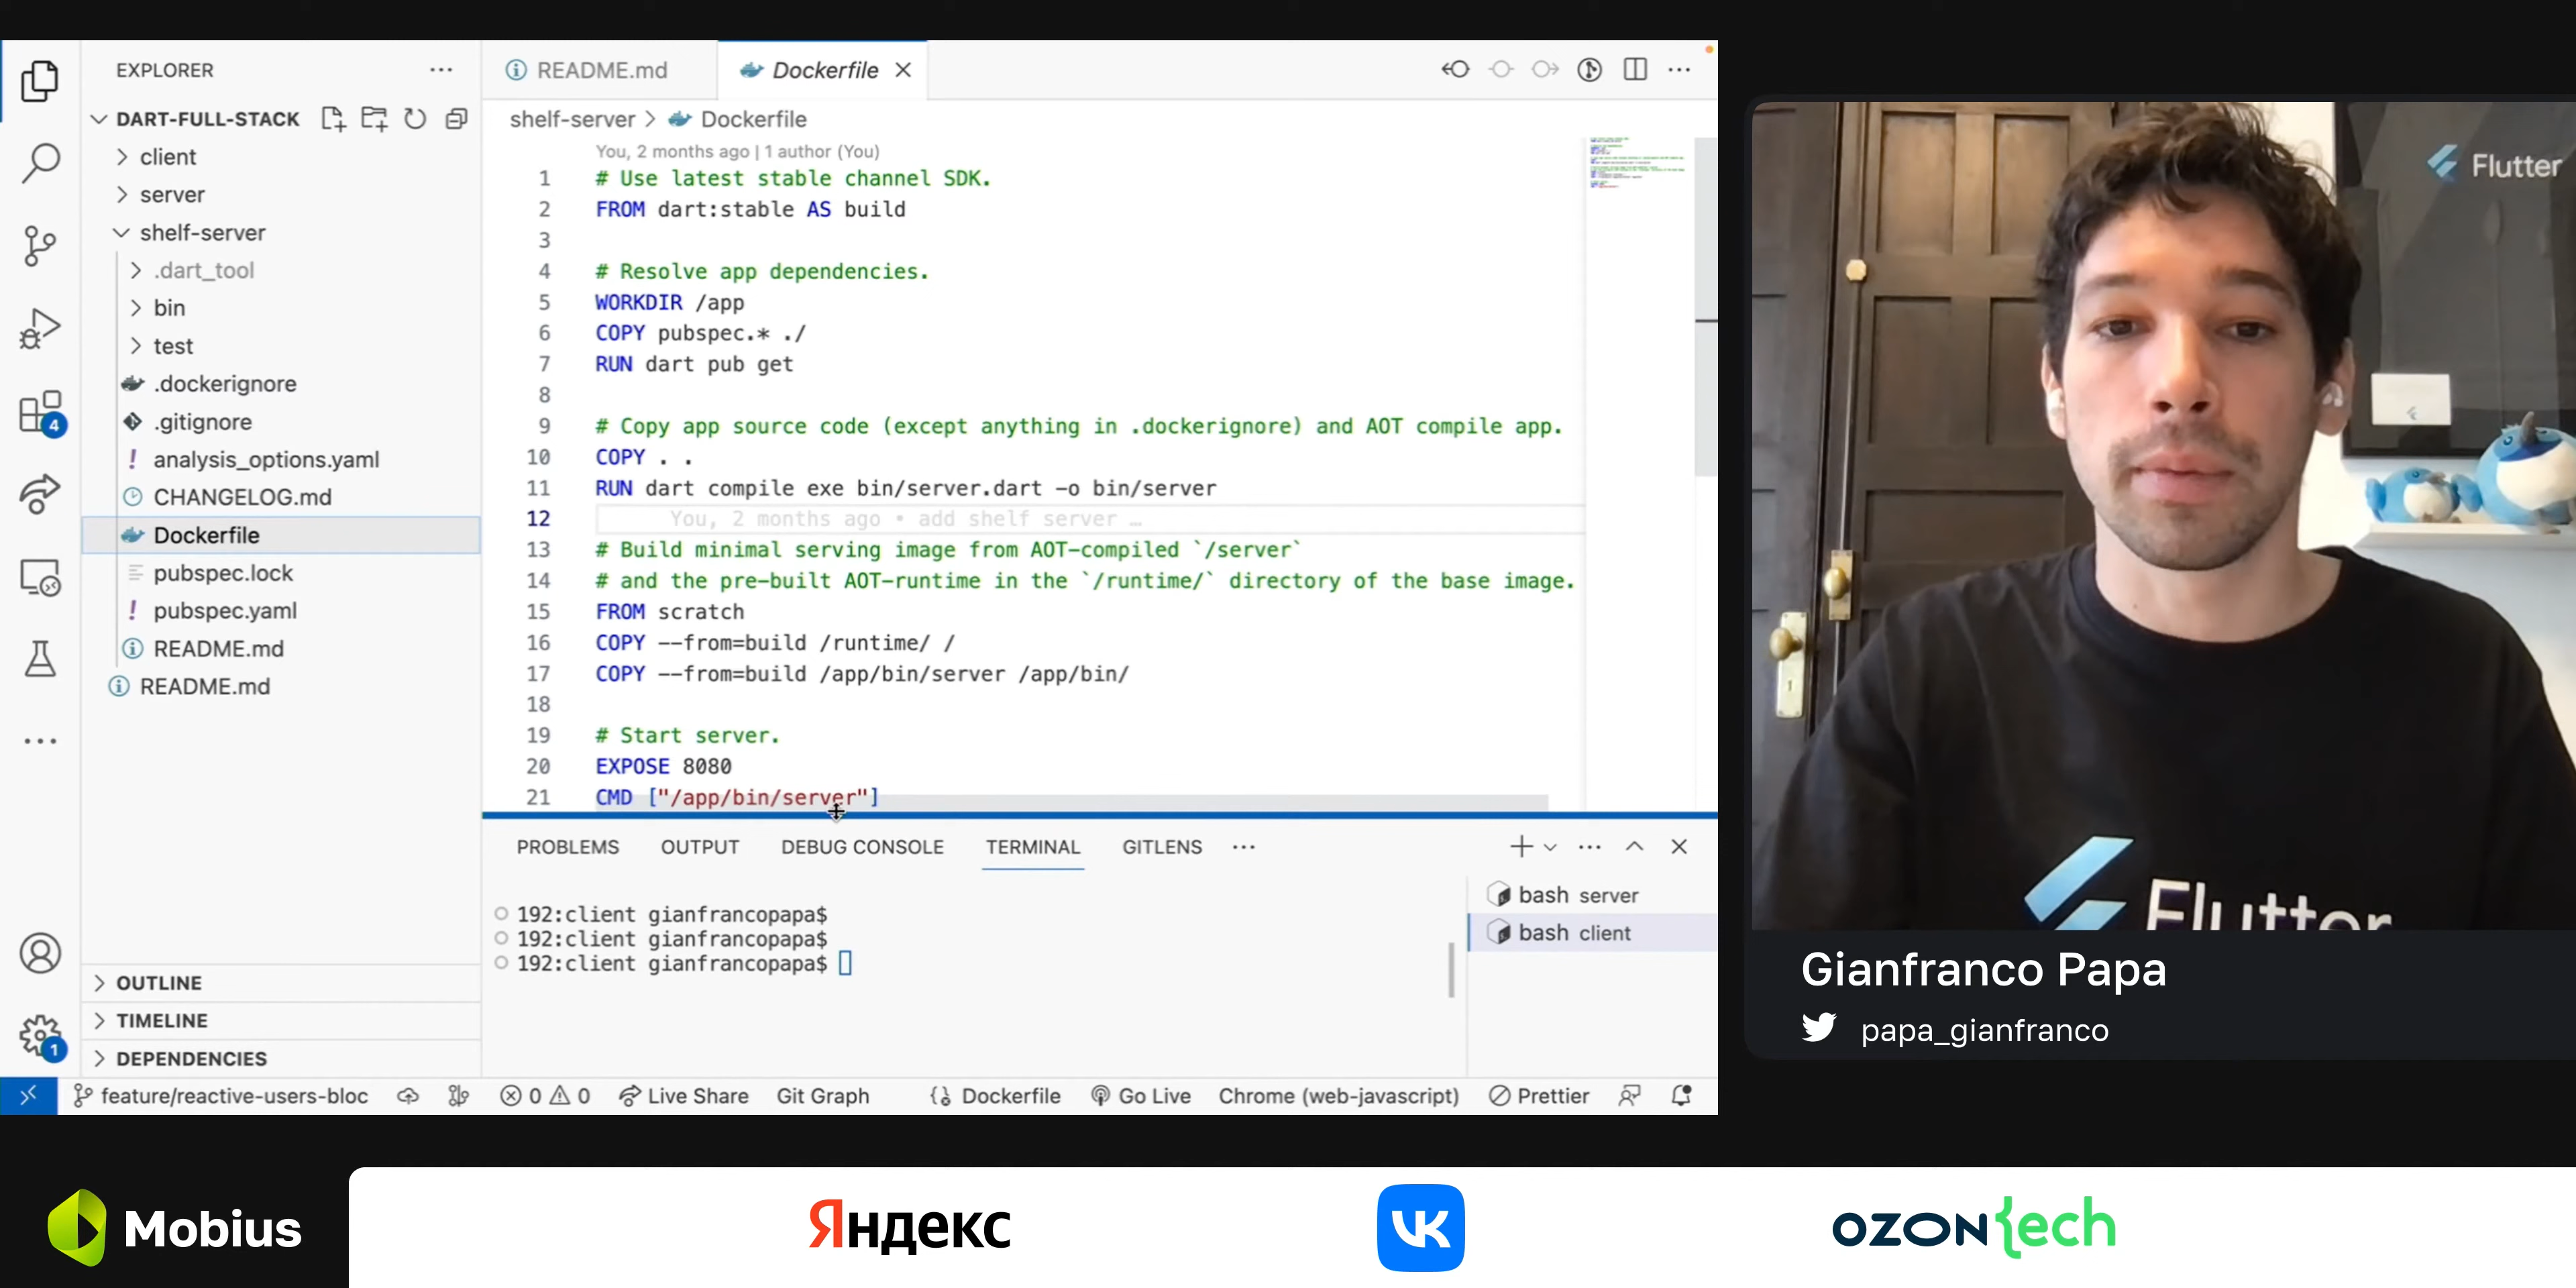 EXPLORER
README.md
Dockerfile
DART-FULL-STACK
client
server
shelf-server
.dart_tool
bin
test
.dockerignore
.gitignore
analysis_options.yaml
CHANGELOG.md
Dockerfile
pubspec.lock
pubspec.yaml
README.md
README.md
OUTLINE
TIMELINE
DEPENDENCIES
4
1
shelf-server > Dockerfile
You, 2 months ago | 1 author (You)
1 # Use latest stable channel SDK.
2 FROM dart:stable AS build
3
4 # Resolve app dependencies.
5 WORKDIR /app
6 COPY pubspec.* ./
7 RUN dart pub get
8
9 # Copy app source code (except anything in .dockerignore) and AOT compile app.
10 COPY . .
11 RUN dart compile exe bin/server.dart -o bin/server
12 You, 2 months ago • add shelf server …
13 # Build minimal serving image from AOT-compiled `/server`
14 # and the pre-built AOT-runtime in the `/runtime/` directory of the base image.
15 FROM scratch
16 COPY --from=build /runtime/ /
17 COPY --from=build /app/bin/server /app/bin/
18
19 # Start server.
20 EXPOSE 8080
21 CMD ["/app/bin/server"]
PROBLEMS OUTPUT DEBUG CONSOLE TERMINAL GITLENS
192:client gianfrancopapa$
192:client gianfrancopapa$
192:client gianfrancopapa$
bash server
bash client
feature/reactive-users-bloc 0 0 Live Share Git Graph Dockerfile Go Live Chrome (web-javascript) Prettier
Flutter
Flutter
Gianfranco Papa
papa_gianfranco
Mobius
Яндекс
VK
ozon{ech